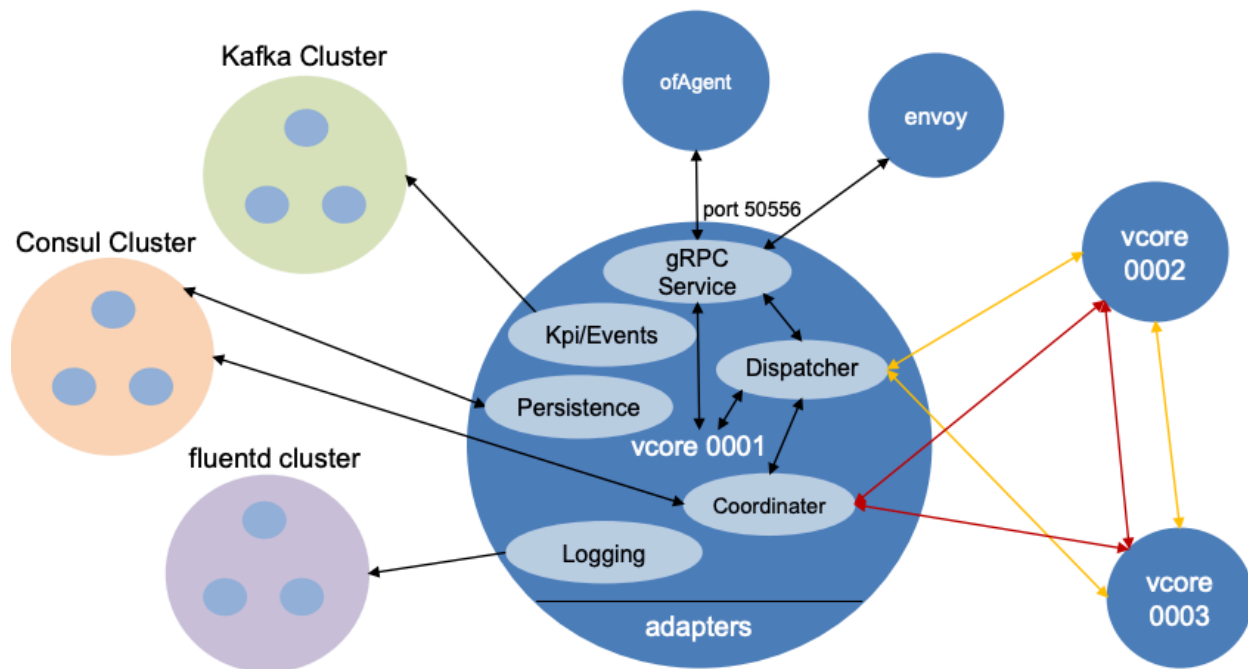 Kafka Cluster
ofAgent
envoy
port 50556
Consul Cluster
gRPC
Service
vcore
0002
Kpi/Events
Dispatcher
Persistence
vcore 0001
fluentd cluster
Coordinater
Logging
vcore
0003
adapters